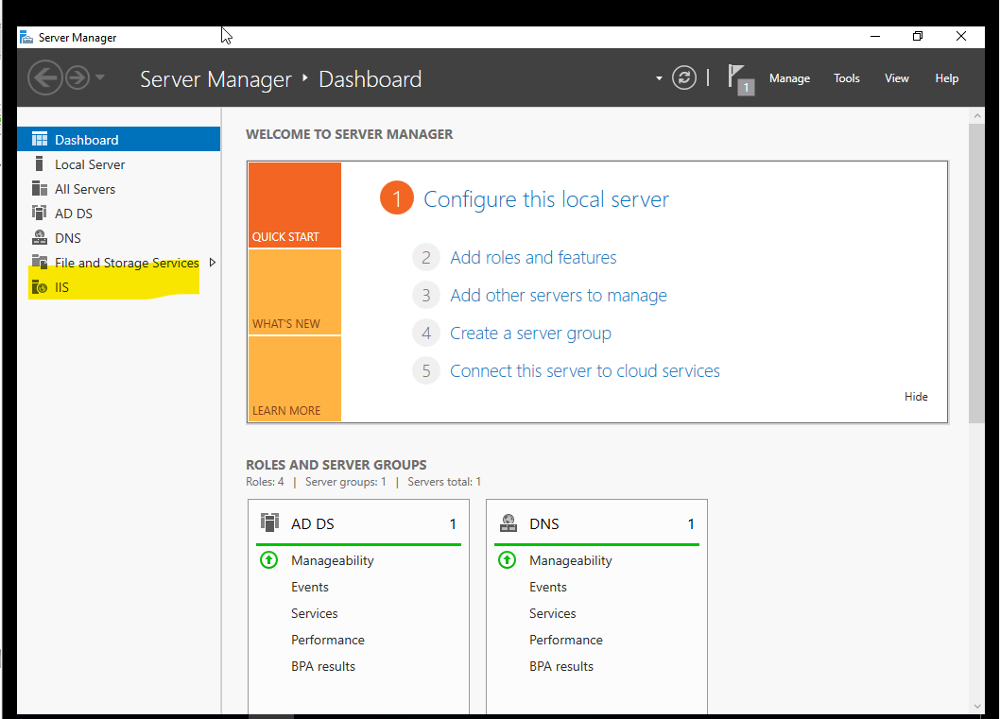 Server Manager
Server Manager ‣ Dashboard
1
Manage
Tools
View
Help
Dashboard
Local Server
All Servers
AD DS
DNS
File and Storage Services
IIS
WELCOME TO SERVER MANAGER
QUICK START
WHAT'S NEW
LEARN MORE
1 Configure this local server
2 Add roles and features
3 Add other servers to manage
4 Create a server group
5 Connect this server to cloud services
Hide
ROLES AND SERVER GROUPS
Roles: 4 | Server groups: 1 | Servers total: 1
AD DS 1
Manageability
Events
Services
Performance
BPA results
DNS 1
Manageability
Events
Services
Performance
BPA results